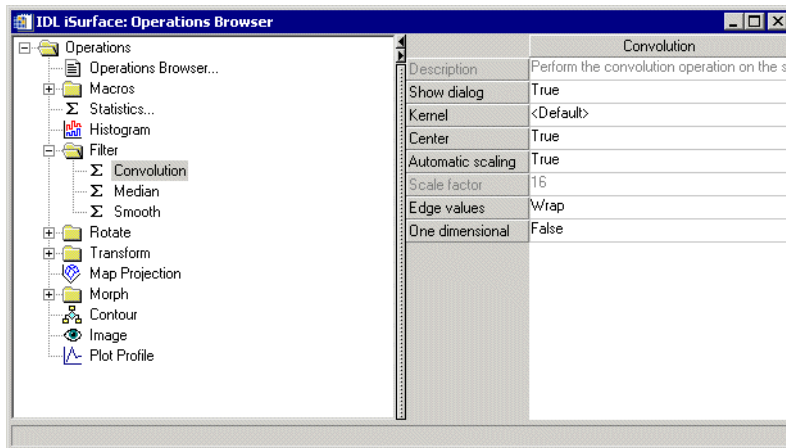 IDL iSurface: Operations Browser
Operations
Operations Browser...
Macros
Statistics...
Histogram
Filter
Convolution
Median
Smooth
Rotate
Transform
Map Projection
Morph
Contour
Image
Plot Profile
Convolution
Description Perform the convolution operation on the s
Show dialog True
Kernel <Default>
Center True
Automatic scaling True
Scale factor 16
Edge values Wrap
One dimensional False